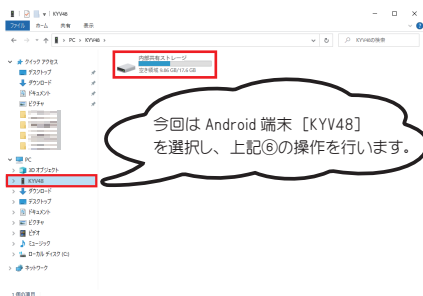 KYV48
ファイル ホーム 共有 表示
PC > KYV48 >
KYV48の検索
クイック アクセス
デスクトップ
ダウンロード
ドキュメント
ピクチャ
PC
3D オブジェクト
KYV48
ダウンロード
デスクトップ
ドキュメント
ピクチャ
ビデオ
ミュージック
ローカル ディスク (C:)
ネットワーク
1 個の項目
内部共有ストレージ
空き領域 9.86 GB/17.6 GB
今回は Android 端末［KYV48］
を選択し、上記⑥の操作を行います。